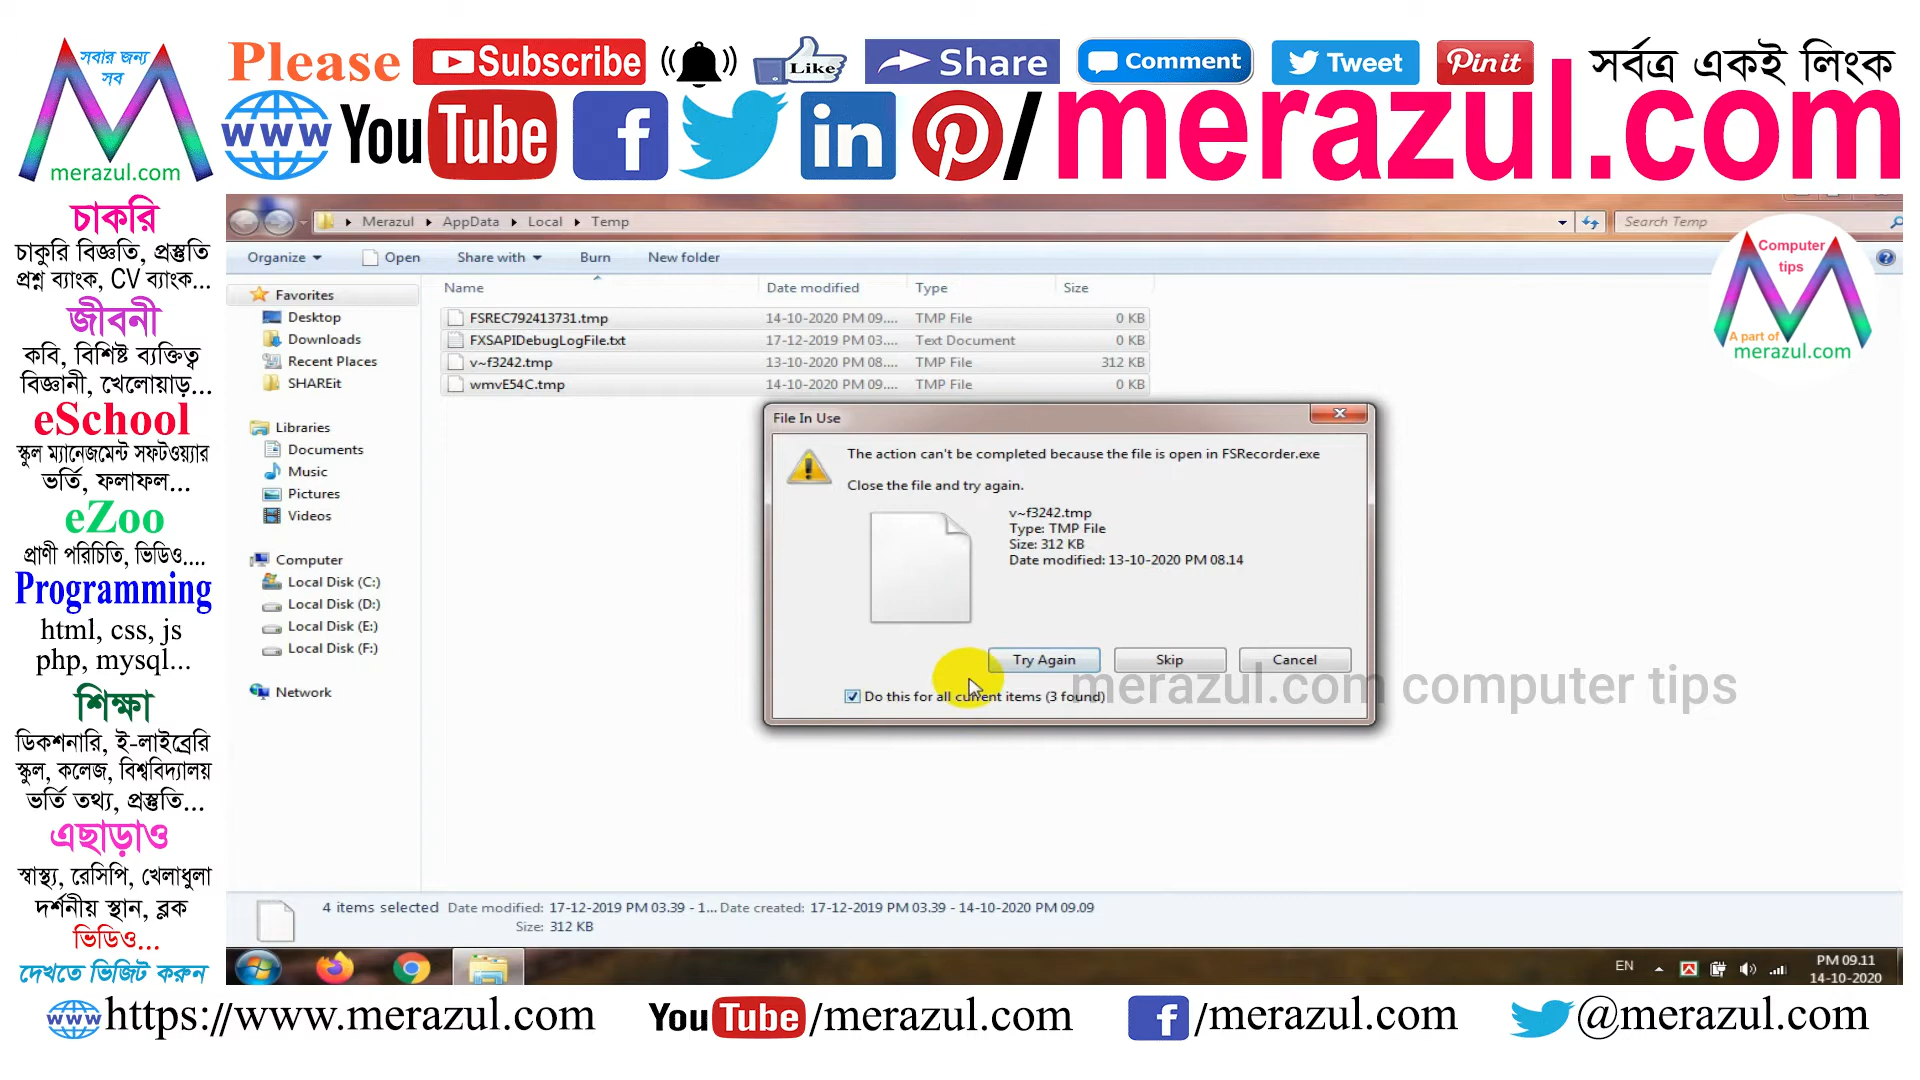 সবার জন্য
সব
merazul.com
Please Subscribe Like Share Comment Tweet Pin it সর্বত্র একই লিংক
www YouTube f in /merazul.com
চাকরি
চাকুরি বিজ্ঞতি, প্রস্তুতি
প্রশ্ন ব্যাংক, CV ব্যাংক...
জীবনী
কবি, বিশিষ্ট ব্যক্তিত্ব
বিজ্ঞানী, খেলোয়াড়...
eSchool
স্কুল ম্যানেজমেন্ট সফটওয়্যার
ভর্তি, ফলাফল...
eZoo
প্রাণী পরিচিতি, ভিডিও....
Programming
html, css, js
php, mysql...
শিক্ষা
ডিকশনারি, ই-লাইব্রেরি
স্কুল, কলেজ, বিশ্ববিদ্যালয়
ভর্তি তথ্য, প্রস্তুতি...
এছাড়াও
স্বাস্থ্য, রেসিপি, খেলাধুলা
দর্শনীয় স্থান, ব্লক
ভিডিও...
দেখতে ভিজিট করুন
Merazul AppData Local Temp
Search Temp
Organize Open Share with Burn New folder
Computer
tips
A part of
merazul.com
Favorites
Desktop
Downloads
Recent Places
SHAREit
Libraries
Documents
Music
Pictures
Videos
Computer
Local Disk (C:)
Local Disk (D:)
Local Disk (E:)
Local Disk (F:)
Network
Name Date modified Type Size
FSREC792413731.tmp 14-10-2020 PM 09.... TMP File 0 KB
FXSAPIDebugLogFile.txt 17-12-2019 PM 03.... Text Document 0 KB
v~f3242.tmp 13-10-2020 PM 08.... TMP File 312 KB
wmvE54C.tmp 14-10-2020 PM 09.... TMP File 0 KB
File In Use
The action can't be completed because the file is open in FSRecorder.exe
Close the file and try again.
v~f3242.tmp
Type: TMP File
Size: 312 KB
Date modified: 13-10-2020 PM 08.14
Try Again Skip Cancel
Do this for all current items (3 found)
merazul.com computer tips
4 items selected Date modified: 17-12-2019 PM 03.39 - 1... Date created: 17-12-2019 PM 03.39 - 14-10-2020 PM 09.09
Size: 312 KB
EN
PM 09.11
14-10-2020
www https://www.merazul.com YouTube /merazul.com f /merazul.com @merazul.com